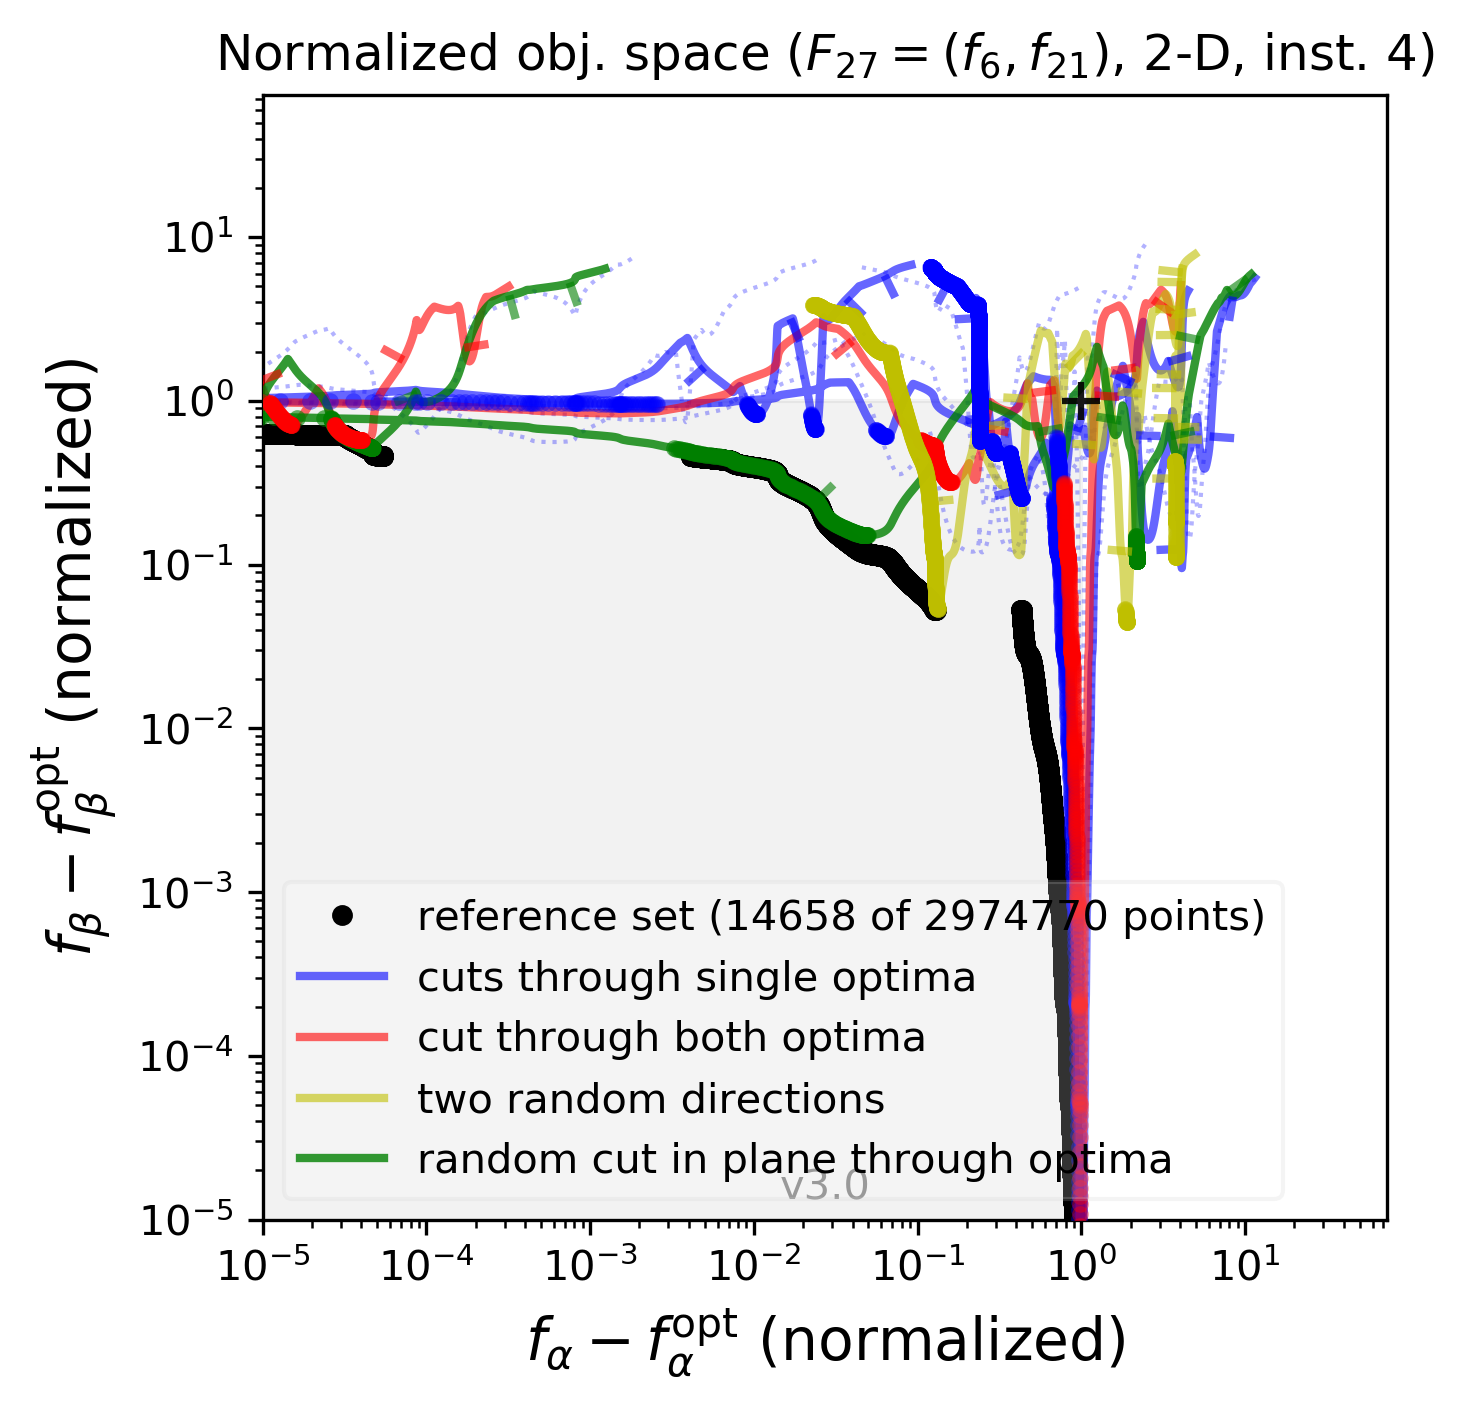 Normalized obj. space (F₂₇ = (f₆, f₂₁), 2-D, inst. 4)
f_β − f_β^opt (normalized)
10¹
10⁰
10⁻¹
10⁻²
10⁻³
10⁻⁴
10⁻⁵
reference set (14658 of 2974770 points)
cuts through single optima
cut through both optima
two random directions
random cut in plane through optima
v3.0
10⁻⁵ 10⁻⁴ 10⁻³ 10⁻² 10⁻¹ 10⁰ 10¹
f_α − f_α^opt (normalized)